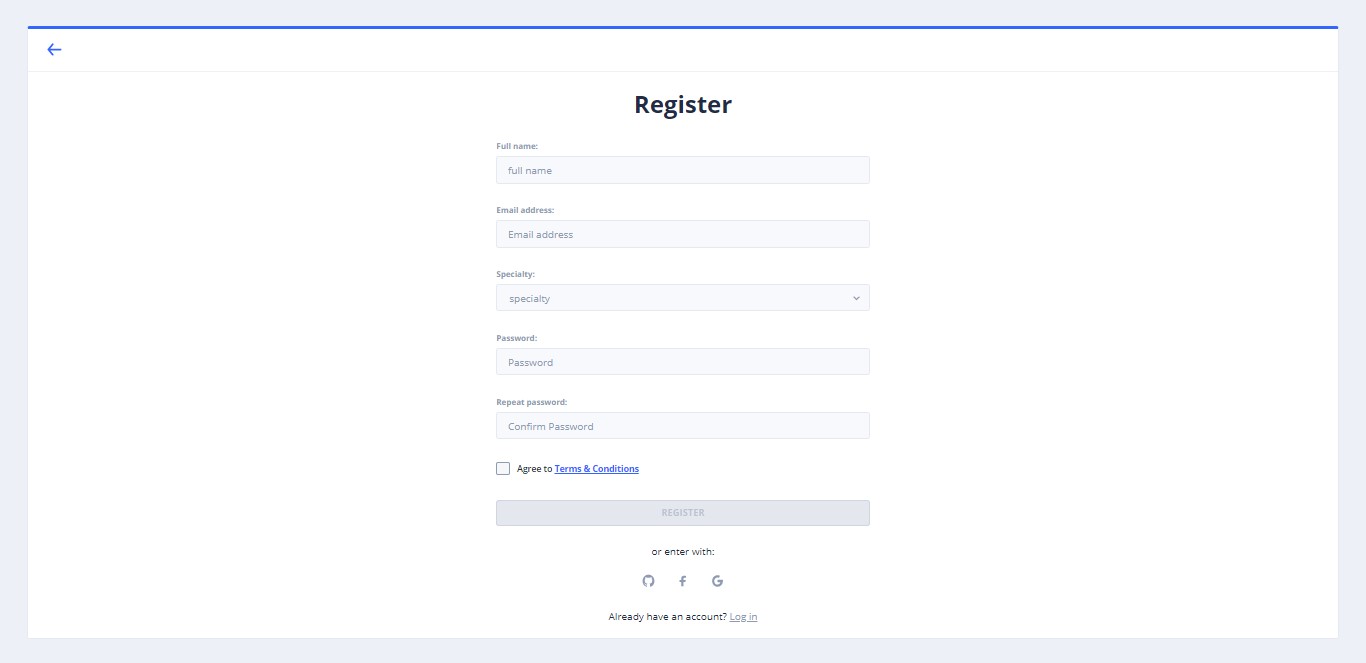 Register
Full name:
full name
Email address:
Email address
Specialty:
specialty
Password:
Password
Repeat password:
Confirm Password
Agree to Terms & Conditions
REGISTER
or enter with:
Already have an account? Log in